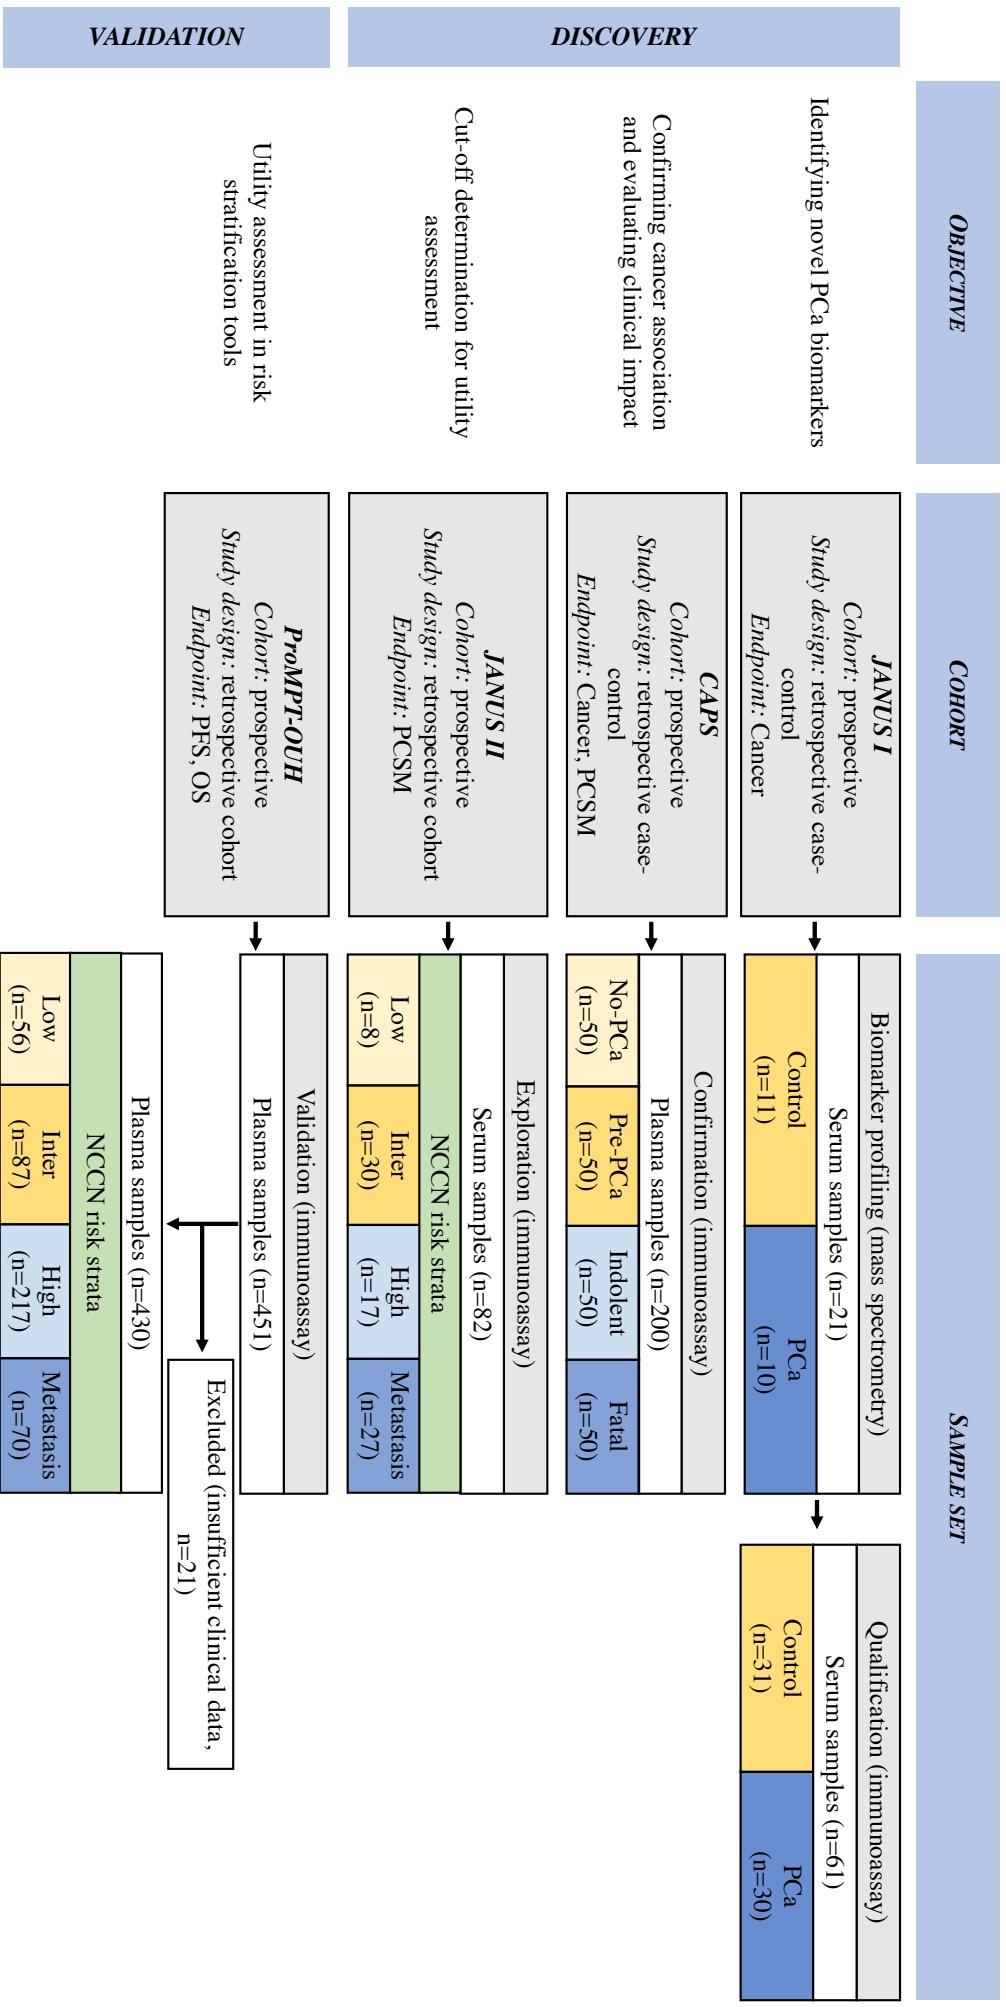 OBJECTIVE
COHORT
SAMPLE SET
DISCOVERY
Identifying novel PCa biomarkers
JANUS I
Cohort: prospective
Study design: retrospective case-
control
Endpoint: Cancer
Biomarker profiling (mass spectrometry)
Serum samples (n=21)
Control
(n=11)
PCa
(n=10)
Qualification (immunoassay)
Serum samples (n=61)
Control
(n=31)
PCa
(n=30)
Confirming cancer association
and evaluating clinical impact
CAPS
Cohort: prospective
Study design: retrospective case-
control
Endpoint: Cancer, PCSM
Confirmation (immunoassay)
Plasma samples (n=200)
No-PCa
(n=50)
Pre-PCa
(n=50)
Indolent
(n=50)
Fatal
(n=50)
Cut-off determination for utility
assessment
JANUS II
Cohort: prospective
Study design: retrospective cohort
Endpoint: PCSM
Exploration (immunoassay)
Serum samples (n=82)
NCCN risk strata
Low
(n=8)
Inter
(n=30)
High
(n=17)
Metastasis
(n=27)
VALIDATION
Utility assessment in risk
stratification tools
ProMPT-OUH
Cohort: prospective
Study design: retrospective cohort
Endpoint: PFS, OS
Validation (immunoassay)
Plasma samples (n=451)
Excluded (insufficient clinical data,
n=21)
Plasma samples (n=430)
NCCN risk strata
Low
(n=56)
Inter
(n=87)
High
(n=217)
Metastasis
(n=70)